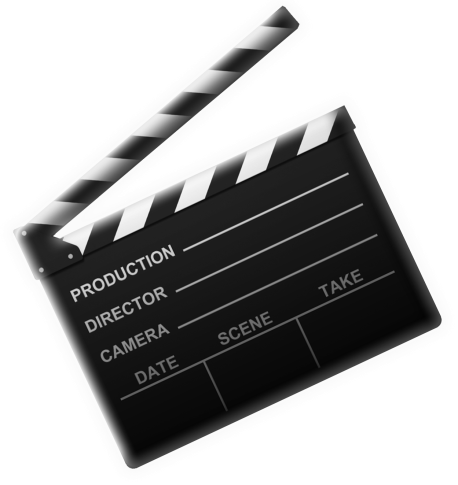 PRODUCTION
DIRECTOR
CAMERA
DATE SCENE TAKE